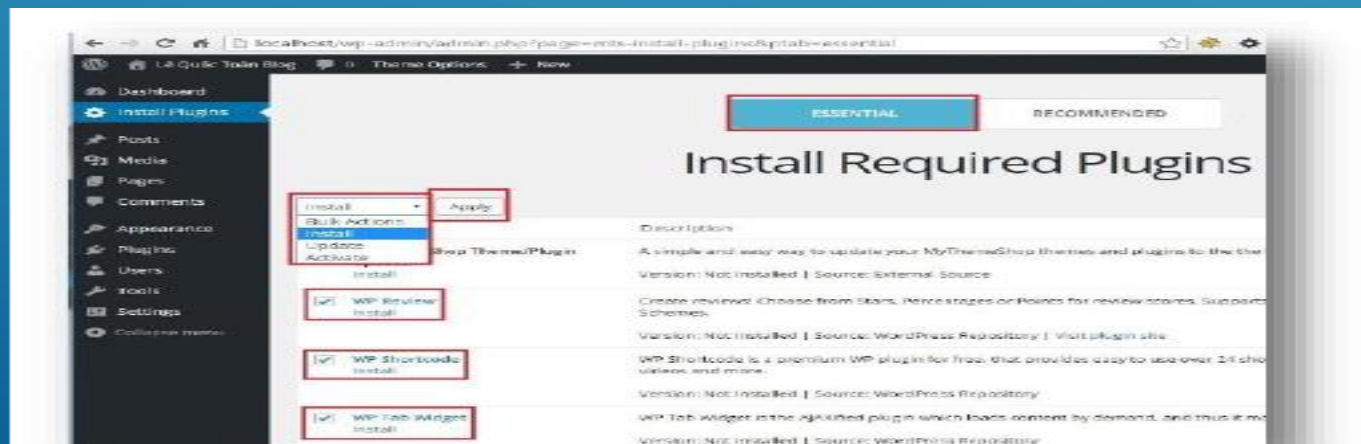 localhost/wp-admin/admin.php?page=mts-install-plugins&ptab=essential
Lê Quốc Toàn Blog 0 Theme Options + New
Dashboard
Install Plugins
Posts
Media
Pages
Comments
Appearance
Plugins
Users
Tools
Settings
Collapse menu
ESSENTIAL
RECOMMENDED
Install Required Plugins
Install
Apply
Bulk Actions
Install
Update
Activate
Description
Shop Theme/Plugin
Install
A simple and easy way to update your MyThemeShop themes and plugins to the
Version: Not Installed | Source: External Source
WP Review
Install
Create reviews! Choose from Stars, Percentages or Points for review scores. Supports
Schemes.
Version: Not Installed | Source: WordPress Repository | Visit plugin site
WP Shortcode
Install
WP Shortcode is a premium WP plugin for free, that provides easy to use over 24
videos and more.
Version: Not Installed | Source: WordPress Repository
WP Tab Widget
Install
WP Tab Widget is the AJAXified plugin which loads content by demand, and thus it
Version: Not Installed | Source: WordPress Repository